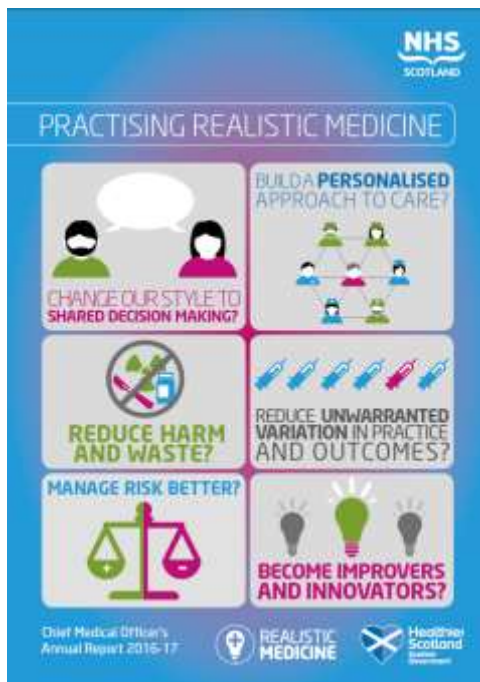 NHS
SCOTLAND
PRACTISING REALISTIC MEDICINE
CHANGE OUR STYLE TO
SHARED DECISION MAKING?
BUILD A PERSONALISED
APPROACH TO CARE?
REDUCE HARM
AND WASTE?
REDUCE UNWARRANTED
VARIATION IN PRACTICE
AND OUTCOMES?
MANAGE RISK BETTER?
BECOME IMPROVERS
AND INNOVATORS?
Chief Medical Officer's
Annual Report 2016-17
REALISTIC
MEDICINE
Healthier
Scotland
Scottish
Government